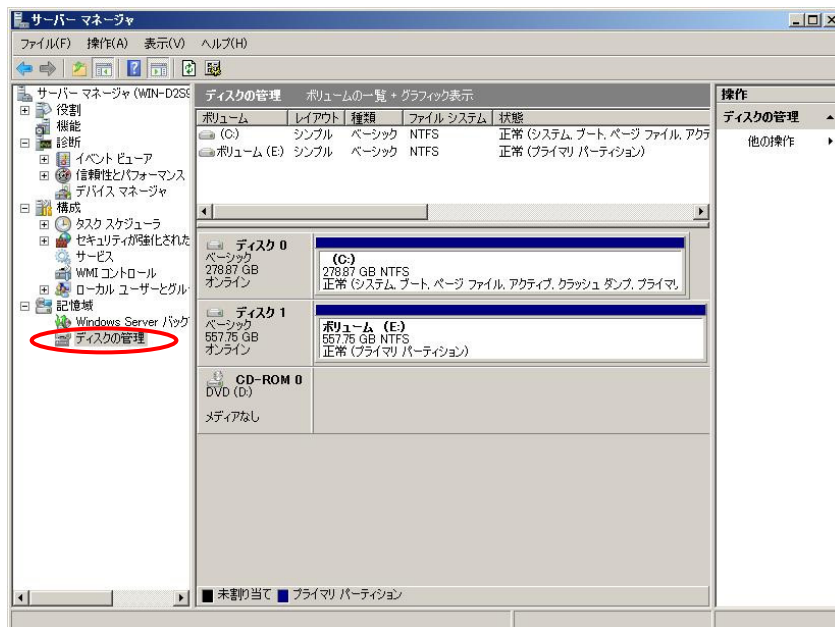 サーバー マネージャ
ファイル(F) 操作(A) 表示(V) ヘルプ(H)
サーバー マネージャ (WIN-D2S9
役割
機能
診断
イベント ビューア
信頼性とパフォーマンス
デバイス マネージャ
構成
タスク スケジューラ
セキュリティが強化された
サービス
WMI コントロール
ローカル ユーザーとグル
記憶域
Windows Server バック
ディスクの管理
ディスクの管理 ボリュームの一覧 + グラフィック表示
ボリューム レイアウト 種類 ファイル システム 状態
(C:) シンプル ベーシック NTFS 正常 (システム, ブート, ページ ファイル, アクテ
ボリューム (E:) シンプル ベーシック NTFS 正常 (プライマリ パーティション)
ディスク 0
ベーシック
278.87 GB
オンライン
(C:)
278.87 GB NTFS
正常 (システム, ブート, ページ ファイル, アクティブ, クラッシュ ダンプ, プライマリ
ディスク 1
ベーシック
557.75 GB
オンライン
ボリューム (E:)
557.75 GB NTFS
正常 (プライマリ パーティション)
CD-ROM 0
DVD (D:)
メディアなし
未割り当て プライマリ パーティション
操作
ディスクの管理
他の操作